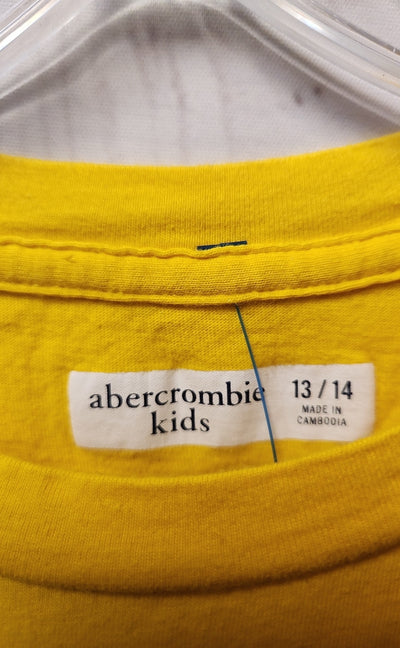 abercrombie
kids
13 / 14
MADE IN
CAMBODIA